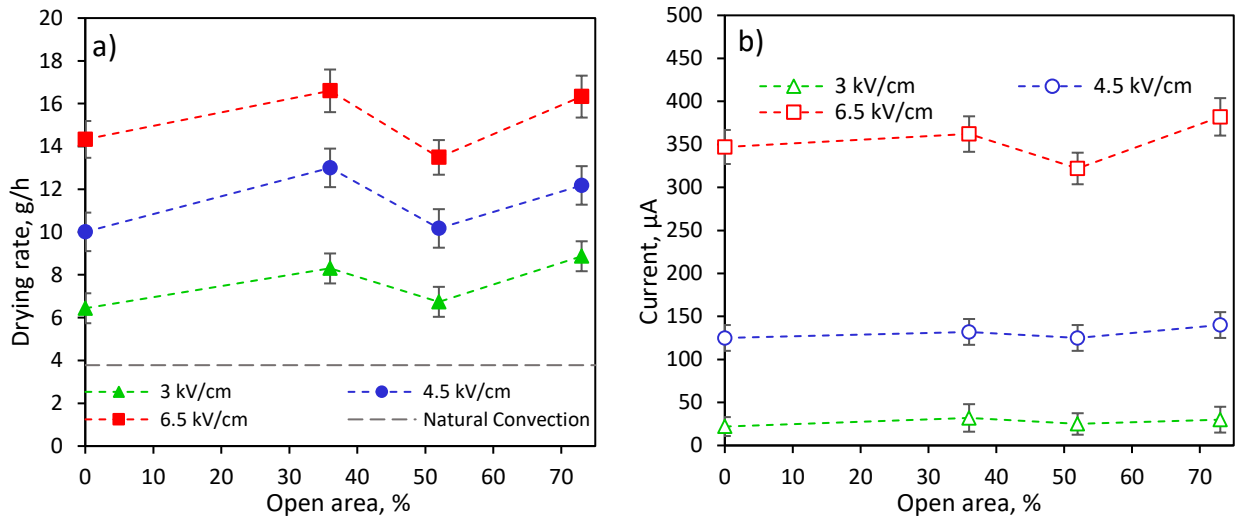 a)
Drying rate, g/h
20
18
16
14
12
10
8
6
4
2
0
3 kV/cm
4.5 kV/cm
6.5 kV/cm
Natural Convection
0 10 20 30 40 50 60 70
Open area, %
b)
Current, µA
500
450
400
350
300
250
200
150
100
50
0
3 kV/cm
4.5 kV/cm
6.5 kV/cm
0 10 20 30 40 50 60 70
Open area, %